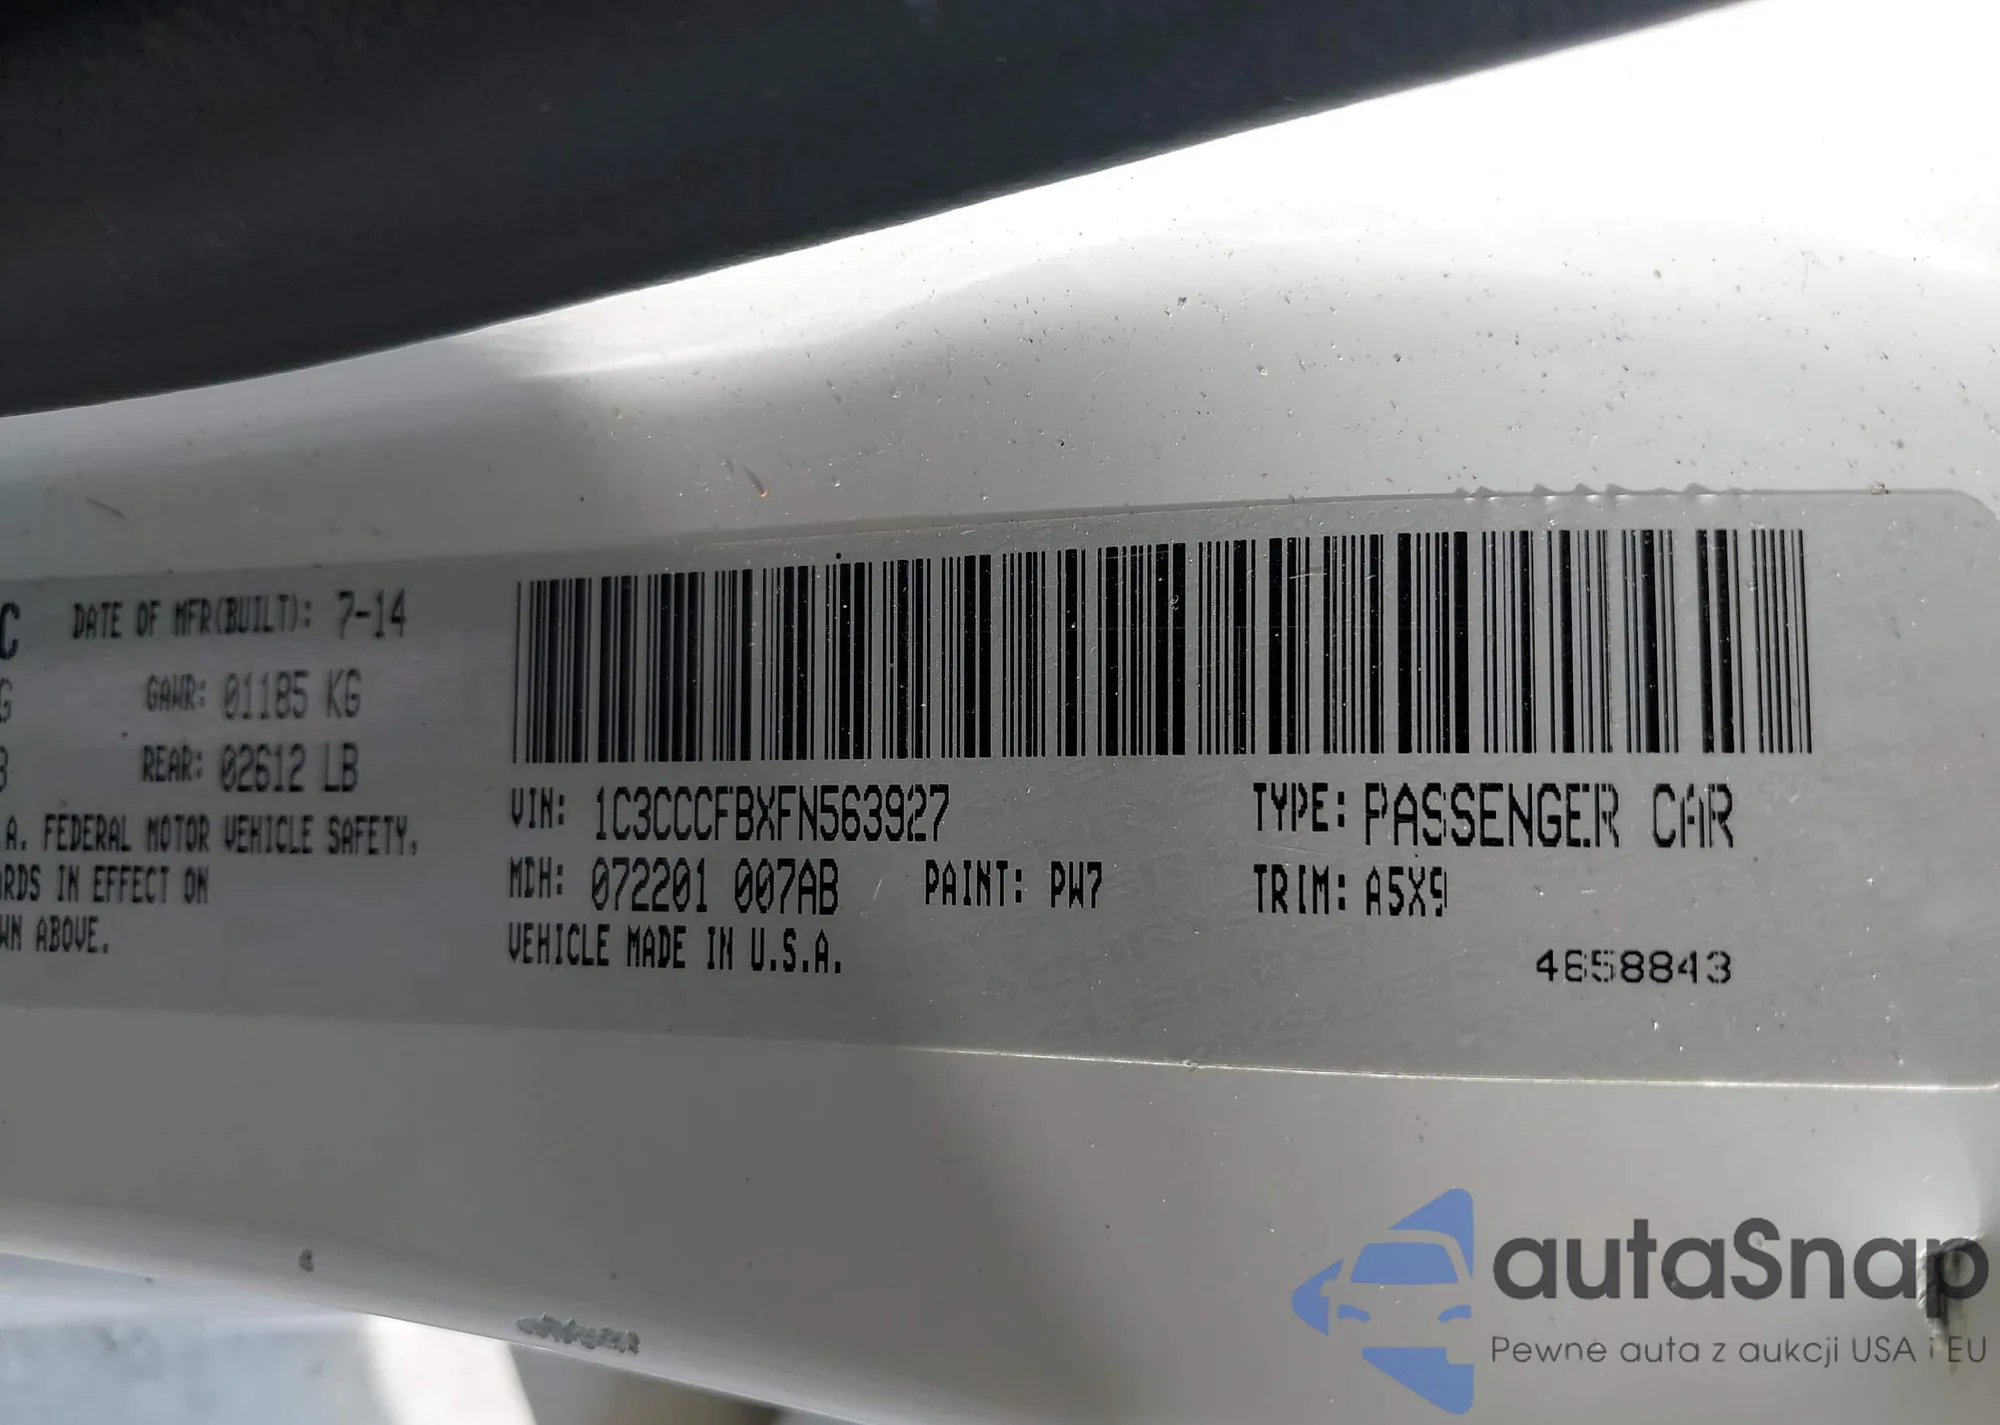 C DATE OF MFR(BUILT): 7-14
G GAWR: 01185 KG
B REAR: 02612 LB
.A. FEDERAL MOTOR VEHICLE SAFETY,
ARDS IN EFFECT ON
WN ABOVE.
VIN: 1C3CCCFBXFN563927 TYPE: PASSENGER CAR
MDH: 072201 007AB PAINT: PW7 TRIM: A5X9
VEHICLE MADE IN U.S.A.
4658843
autaSnap
Pewne auta z aukcji USA i EU